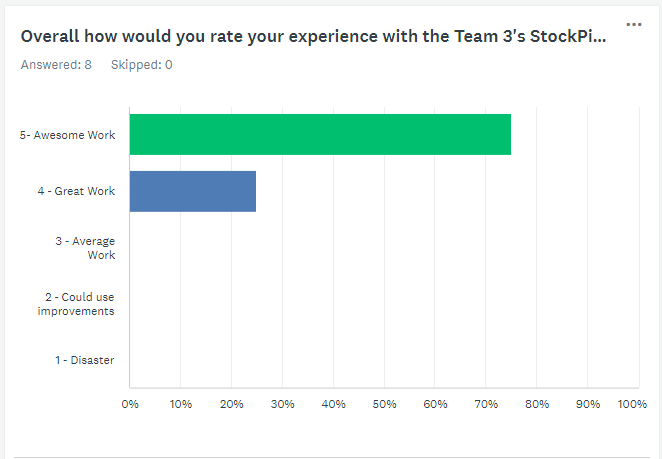 Overall how would you rate your experience with the Team 3's StockPi...
Answered: 8 Skipped: 0
5- Awesome Work
4 - Great Work
3 - Average
Work
2 - Could use
improvements
1 - Disaster
0% 10% 20% 30% 40% 50% 60% 70% 80% 90% 100%